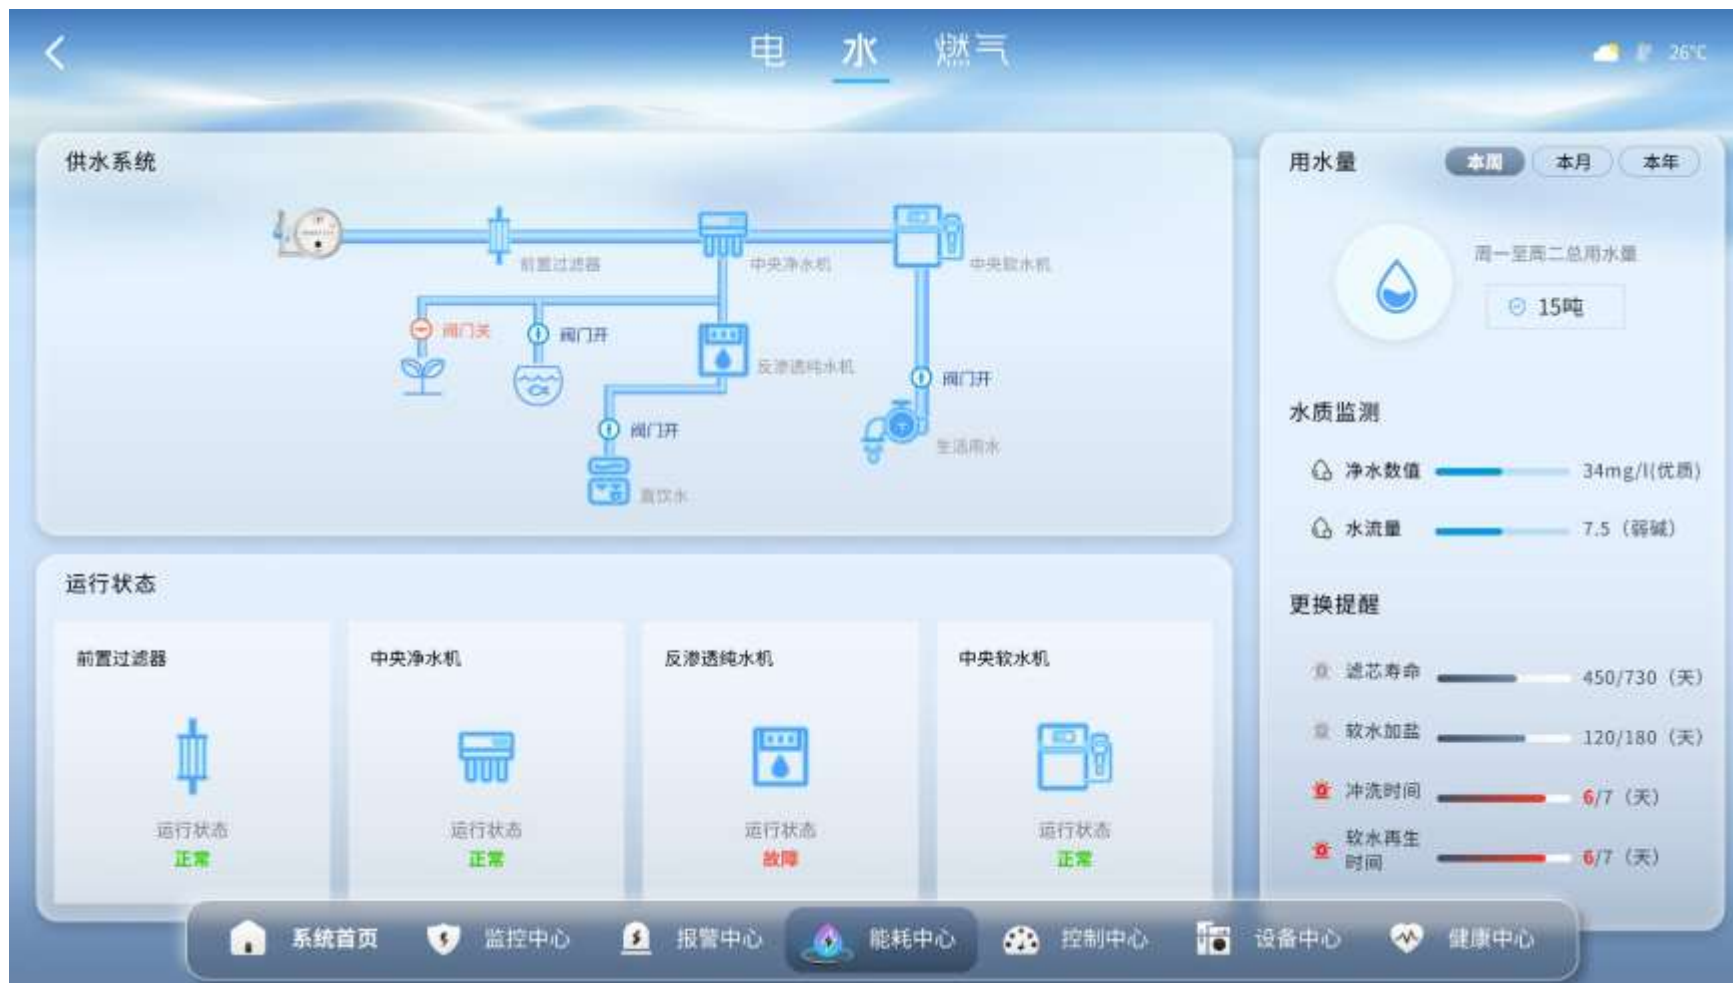 电 水 燃气
26℃
供水系统
前置过滤器
中央净水机
中央软水机
阀门关
阀门开
反渗透纯水机
阀门开
阀门开
生活用水
直饮水
用水量 本周 本月 本年
周一至周二总用水量
15吨
水质监测
净水数值 34mg/l(优质)
水流量 7.5（弱碱）
更换提醒
滤芯寿命 450/730（天）
软水加盐 120/180（天）
冲洗时间 6/7（天）
软水再生
时间 6/7（天）
运行状态
前置过滤器 中央净水机 反渗透纯水机 中央软水机
运行状态 运行状态 运行状态 运行状态
正常 正常 故障 正常
系统首页 监控中心 报警中心 能耗中心 控制中心 设备中心 健康中心